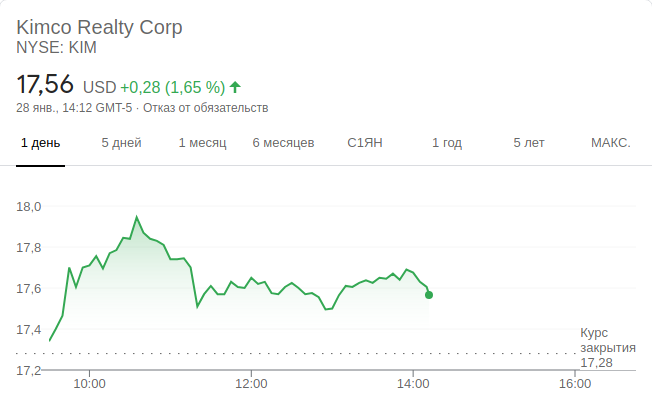 Kimco Realty Corp
NYSE: KIM
17,56 USD +0,28 (1,65 %)
28 янв., 14:12 GMT-5 · Отказ от обязательств
1 день 5 дней 1 месяц 6 месяцев С1ЯН 1 год 5 лет МАКС.
18,0
17,8
17,6
17,4
17,2
Курс
закрытия
17,28
10:00 12:00 14:00 16:00